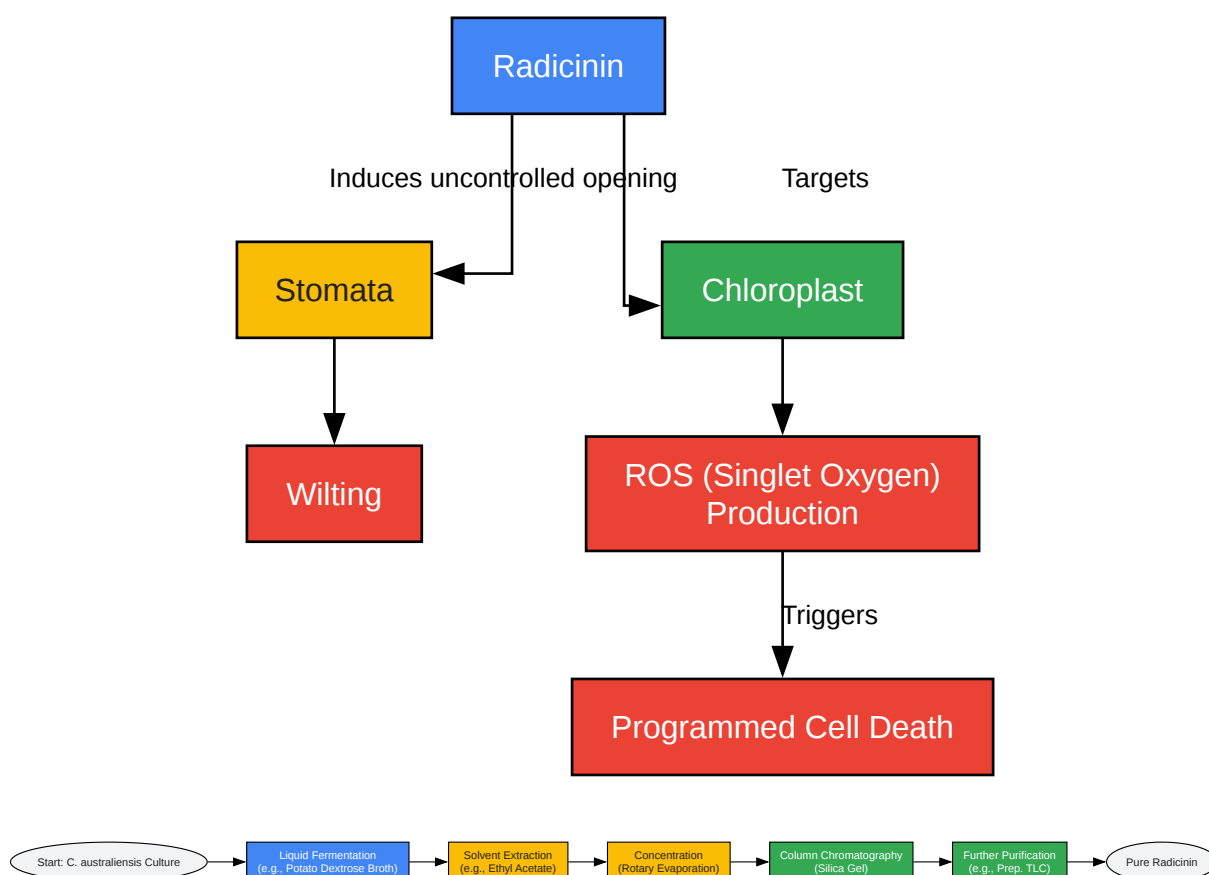 Radicinin
Induces uncontrolled opening
Targets
Stomata
Chloroplast
Wilting
ROS (Singlet Oxygen)
Production
Triggers
Programmed Cell Death
Start: C. australiensis Culture
Liquid Fermentation
(e.g., Potato Dextrose Broth)
Solvent Extraction
(e.g., Ethyl Acetate)
Concentration
(Rotary Evaporation)
Column Chromatography
(Silica Gel)
Further Purification
(e.g., Prep. TLC)
Pure Radicinin